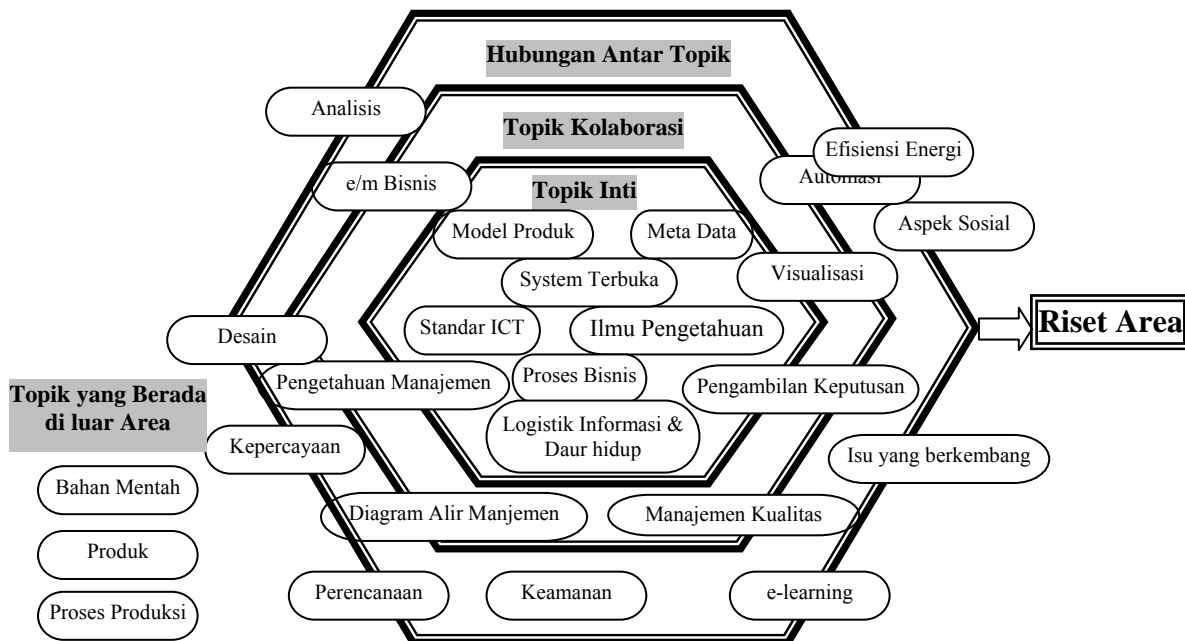 Hubungan Antar Topik
Analisis
Topik Kolaborasi
Efisiensi Energi
Automasi
e/m Bisnis
Topik Inti
Aspek Sosial
Model Produk
Meta Data
System Terbuka
Visualisasi
Standar ICT
Ilmu Pengetahuan
Riset Area
Desain
Proses Bisnis
Pengetahuan Manajemen
Pengambilan Keputusan
Topik yang Berada
di luar Area
Logistik Informasi &
Daur hidup
Kepercayaan
Isu yang berkembang
Bahan Mentah
Diagram Alir Manjemen
Manajemen Kualitas
Produk
Perencanaan
Keamanan
e-learning
Proses Produksi